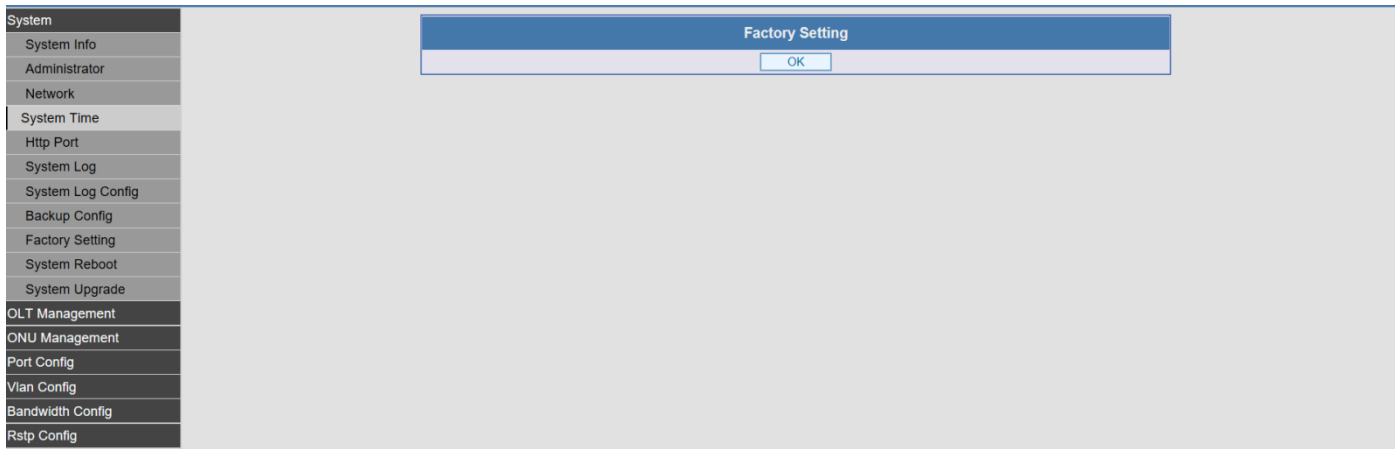 System
System Info
Administrator
Network
System Time
Http Port
System Log
System Log Config
Backup Config
Factory Setting
System Reboot
System Upgrade
OLT Management
ONU Management
Port Config
Vlan Config
Bandwidth Config
Rstp Config
Factory Setting
OK